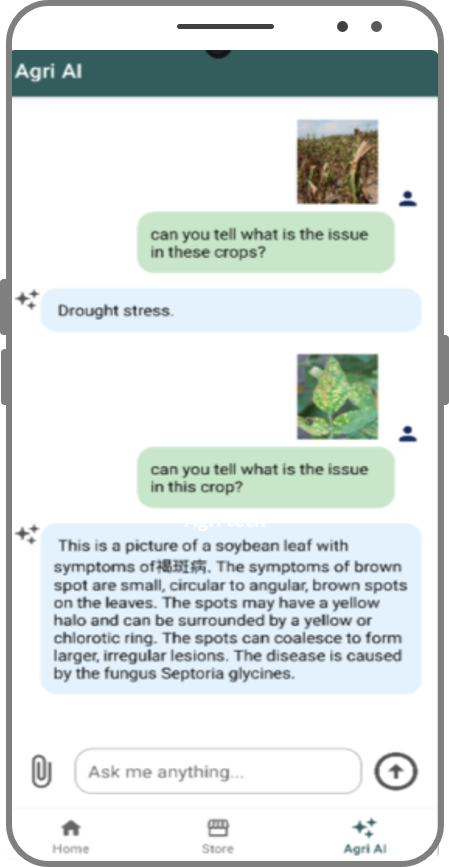 Agri AI
can you tell what is the issue
in these crops?
Drought stress.
can you tell what is the issue
in this crop?
Agri tech
This is a picture of a soybean leaf with
symptoms of褐斑病. The symptoms of brown
spot are small, circular to angular, brown spots
on the leaves. The spots may have a yellow
halo and can be surrounded by a yellow or
chlorotic ring. The spots can coalesce to form
larger, irregular lesions. The disease is caused
by the fungus Septoria glycines.
Ask me anything...
Home
Store
Agri AI